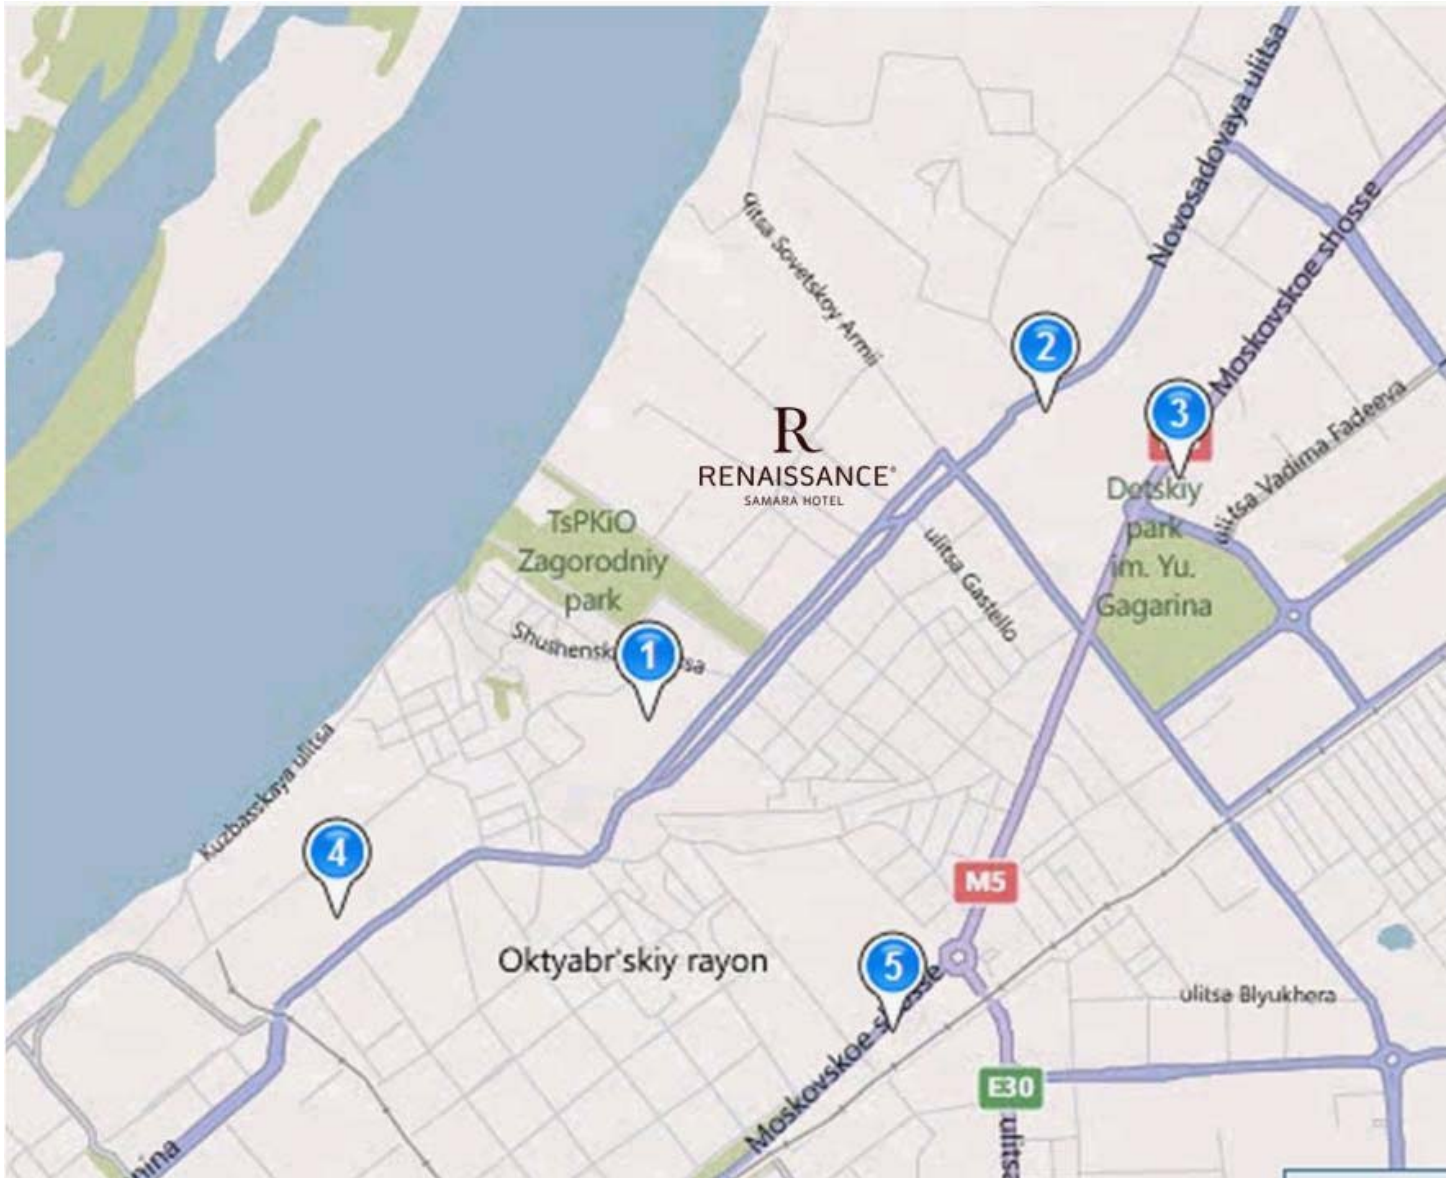 Novosadovaya ulitsa
Moskovskoe shosse
ulitsa Sovetskoy Armii
2
3
R
RENAISSANCE®
SAMARA HOTEL
ulitsa Vadima Fadeeva
Detskiy
park
im. Yu.
Gagarina
TsPKiO
Zagorodniy
park
ulitsa Gastello
1
Kuzbasskaya ulitsa
4
M5
Oktyabr'skiy rayon
5
Moskovskoe
ulitsa Blyukhera
E30